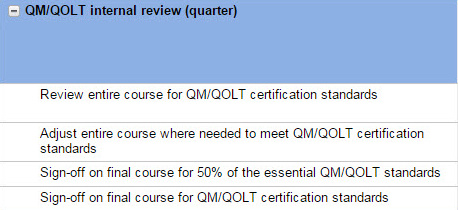 QM/QOLT internal review (quarter)
Review entire course for QM/QOLT certification standards
Adjust entire course where needed to meet QM/QOLT certification
standards
Sign-off on final course for 50% of the essential QM/QOLT standards
Sign-off on final course for QM/QOLT certification standards